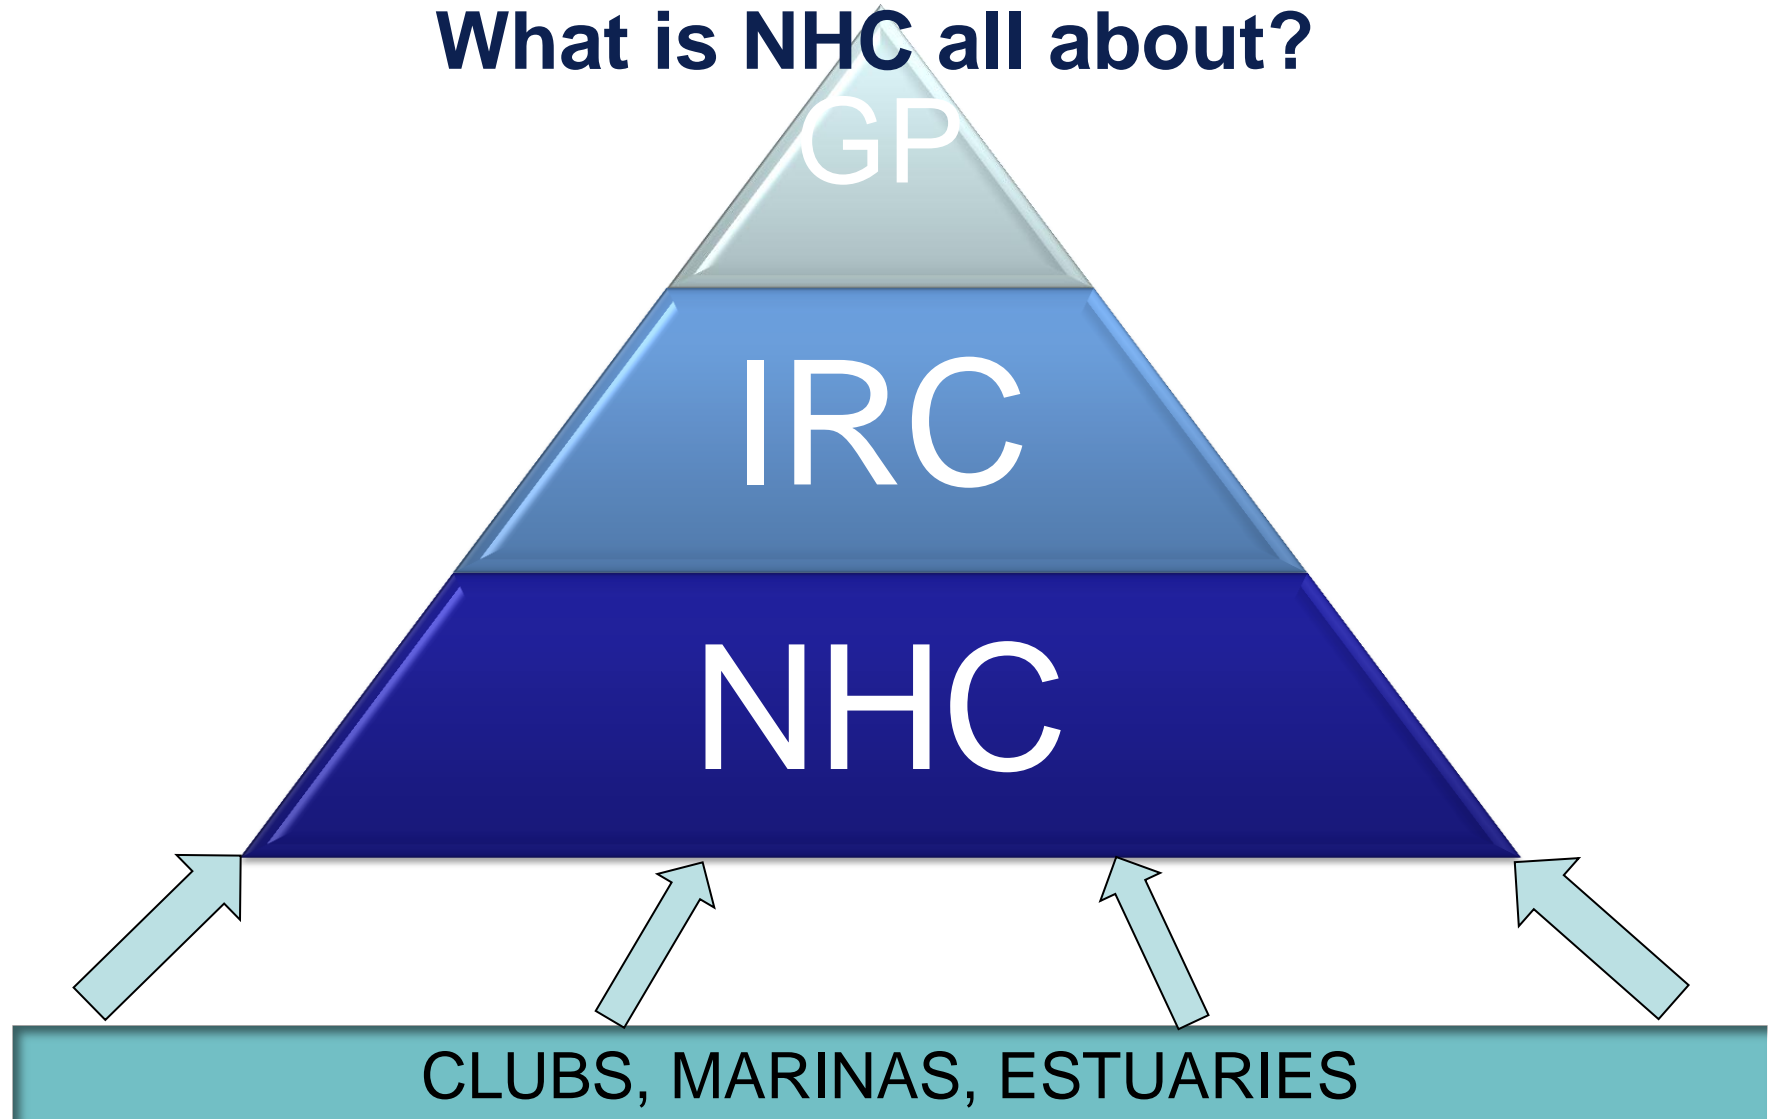 What is NHC all about?
GP
IRC
NHC
CLUBS, MARINAS, ESTUARIES